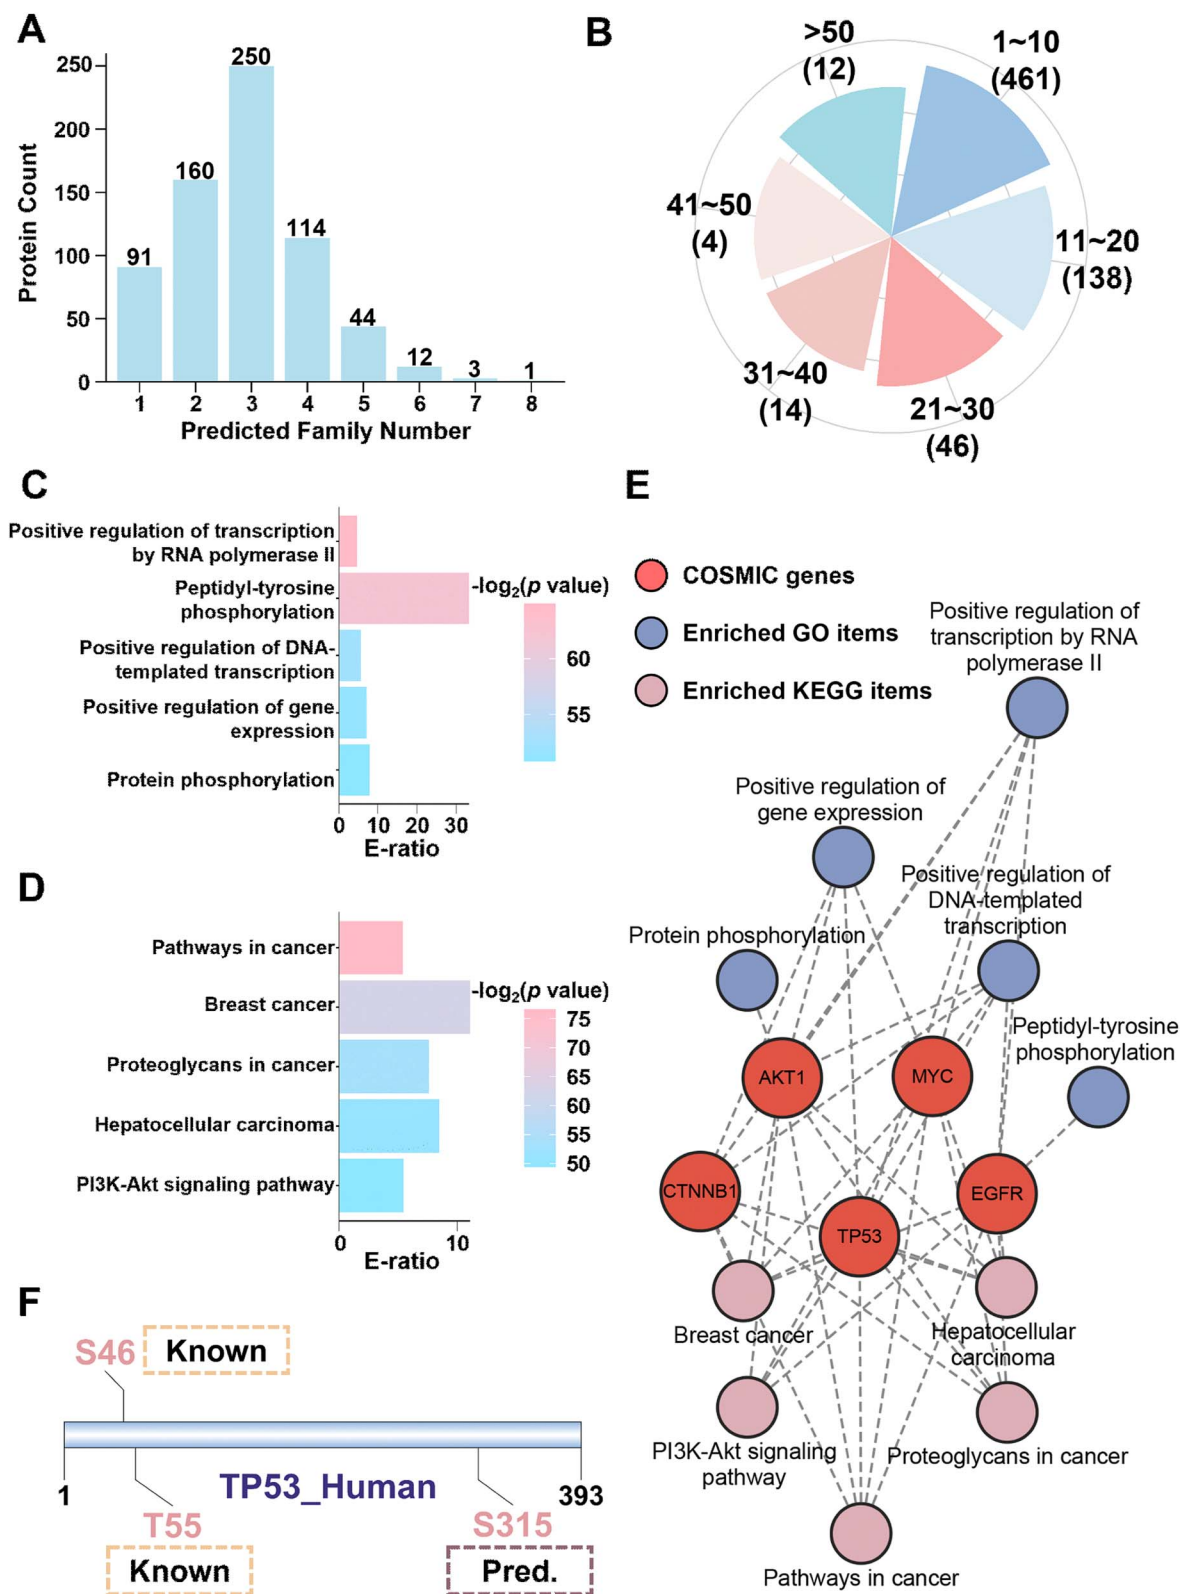 A
250
200
150
100
50
0
Protein Count
91
160
250
114
44
12
3
1
1 2 3 4 5 6 7 8
Predicted Family Number
B
>50
(12)
1~10
(461)
41~50
(4)
11~20
(138)
31~40
(14)
21~30
(46)
C
Positive regulation of transcription
by RNA polymerase II
Peptidyl-tyrosine
phosphorylation
Positive regulation of DNA-
templated transcription
Positive regulation of gene
expression
Protein phosphorylation
0 10 20 30
E-ratio
-log2(p value)
60
55
D
Pathways in cancer
Breast cancer
Proteoglycans in cancer
Hepatocellular carcinoma
PI3K-Akt signaling pathway
0 10
E-ratio
-log2(p value)
75
70
65
60
55
50
E
COSMIC genes
Enriched GO items
Enriched KEGG items
Positive regulation of
transcription by RNA
polymerase II
Positive regulation of
gene expression
Positive regulation of
DNA-templated
transcription
Protein phosphorylation
Peptidyl-tyrosine
phosphorylation
AKT1
MYC
CTNNB1
EGFR
TP53
Breast cancer
Hepatocellular
carcinoma
PI3K-Akt signaling
pathway
Proteoglycans in cancer
Pathways in cancer
F
S46 Known
1
TP53_Human
393
T55
Known
S315
Pred.